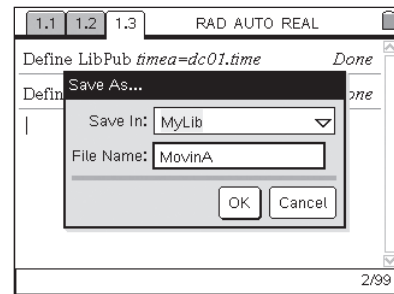 1.1 1.2 1.3 RAD AUTO REAL
Define LibPub timea=dc01.time Done
Defin
one
Save As...
Save In: MyLib
File Name: MovinA
OK Cancel
2/99